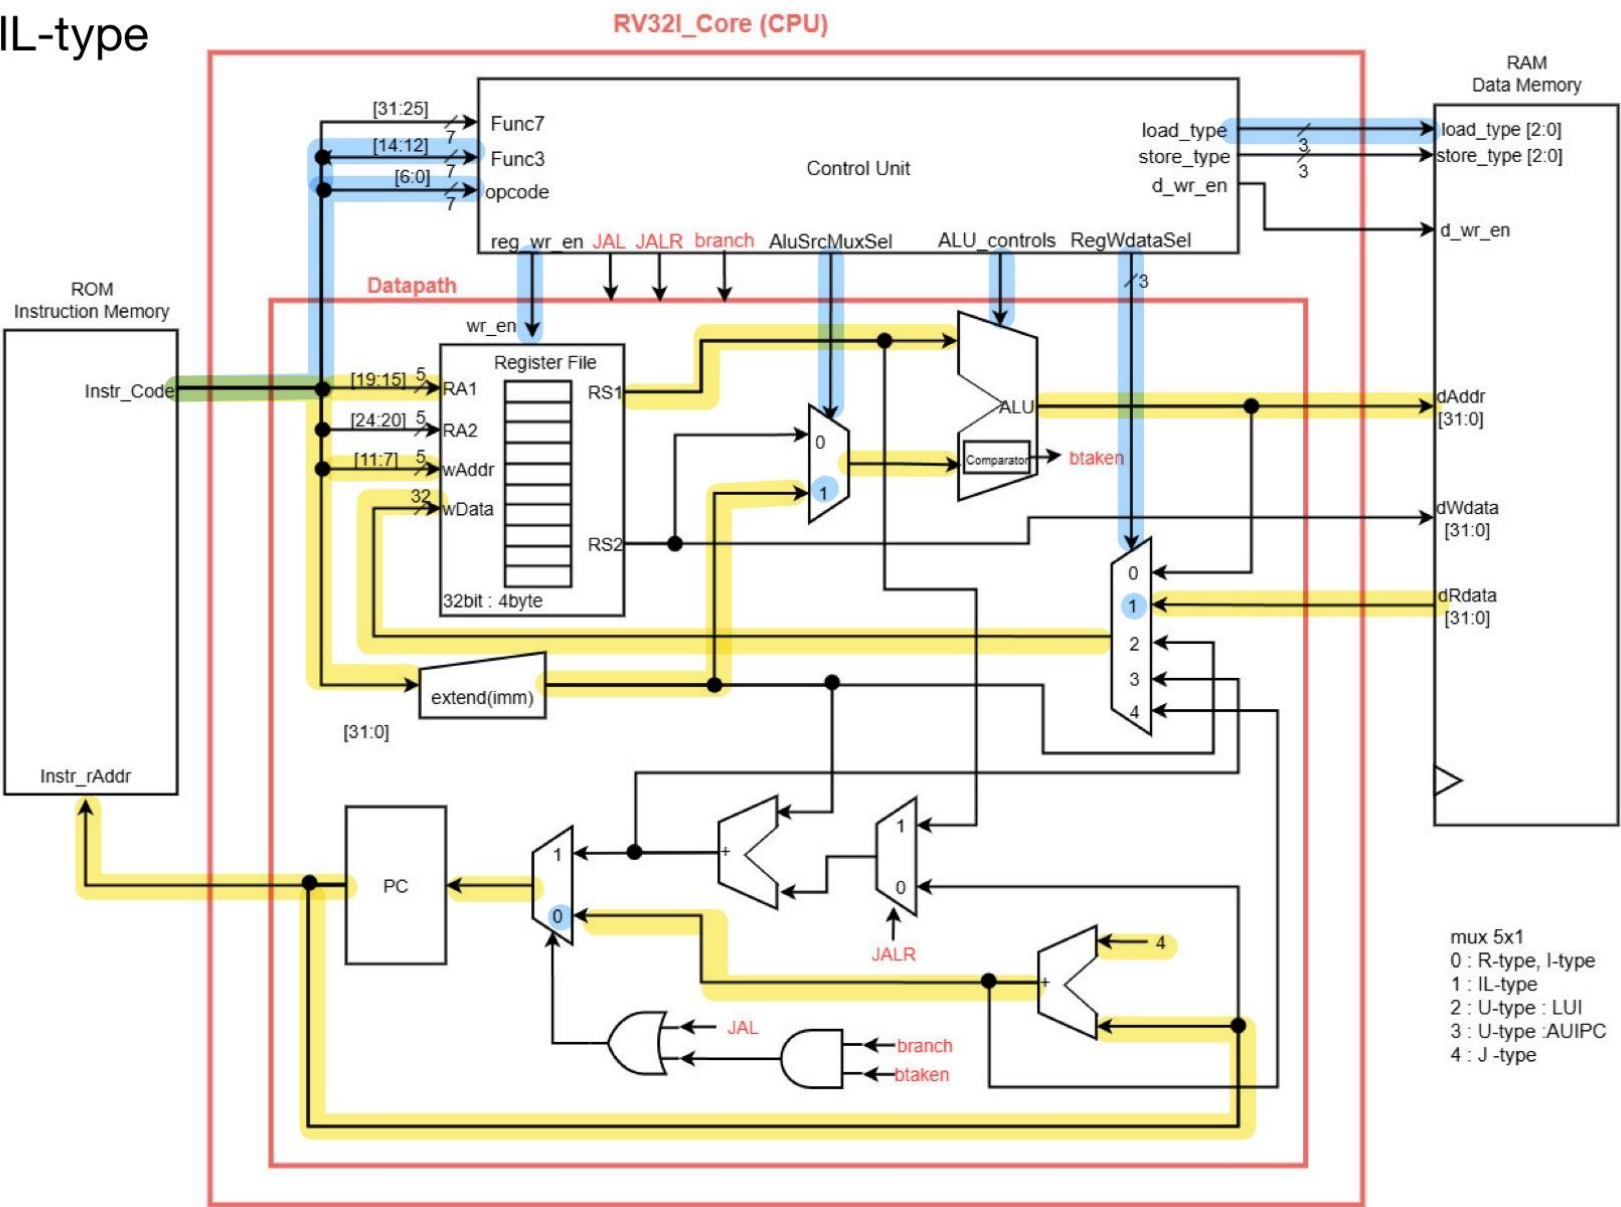 IL-type
RV32I_Core (CPU)
RAM
Data Memory
[31:25]
7
Func7
[14:12]
7
Func3
[6:0]
7
opcode
Control Unit
load_type
3
load_type [2:0]
store_type
3
store_type [2:0]
d_wr_en
d_wr_en
reg_wr_en
JAL
JALR
branch
AluSrcMuxSel
ALU_controls
RegWdataSel
3
Datapath
ROM
Instruction Memory
wr_en
Register File
Instr_Code
[19:15]
5
RA1
RS1
[24:20]
5
RA2
[11:7]
5
wAddr
32
wData
RS2
32bit : 4byte
0
1
ALU
Comparator
btaken
dAddr
[31:0]
dWdata
[31:0]
dRdata
[31:0]
0
1
2
3
4
extend(imm)
[31:0]
Instr_rAddr
PC
1
0
+
1
0
JALR
4
+
JAL
branch
btaken
mux 5x1
0 : R-type, I-type
1 : IL-type
2 : U-type : LUI
3 : U-type :AUIPC
4 : J -type